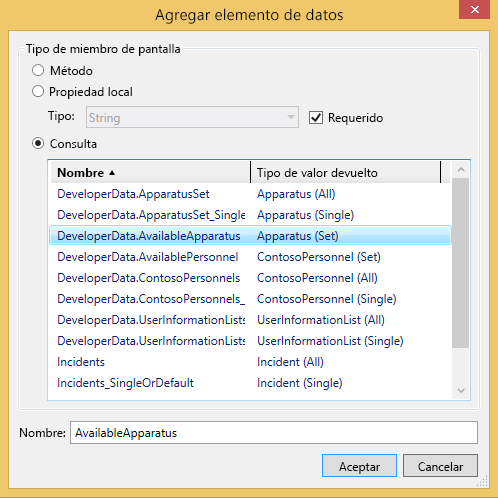 Agregar elemento de datos
Tipo de miembro de pantalla
Método
Propiedad local
Tipo: String Requerido
Consulta
Nombre Tipo de valor devuelto
DeveloperData.ApparatusSet Apparatus (All)
DeveloperData.ApparatusSet_Single Apparatus (Single)
DeveloperData.AvailableApparatus Apparatus (Set)
DeveloperData.AvailablePersonnel ContosoPersonnel (Set)
DeveloperData.ContosoPersonnels ContosoPersonnel (All)
DeveloperData.ContosoPersonnels_ ContosoPersonnel (Single)
DeveloperData.UserInformationLists UserInformationList (All)
DeveloperData.UserInformationLists UserInformationList (Single)
Incidents Incident (All)
Incidents_SingleOrDefault Incident (Single)
Nombre: AvailableApparatus
Aceptar Cancelar